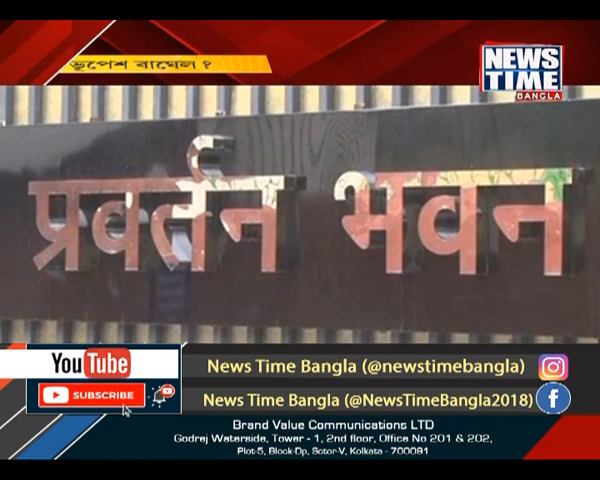 ভূপেশ বাঘেল ?
NEWS
TIME
BANGLA
प्रवर्तन भवन
YouTube
SUBSCRIBE
News Time Bangla (@newstimebangla)
News Time Bangla (@NewsTimeBangla2018)
Brand Value Communications LTD
Godrej Waterside, Tower - 1, 2nd floor, Office No 201 & 202,
Plot-5, Block-Dp, Sctor-V, Kolkata - 700091